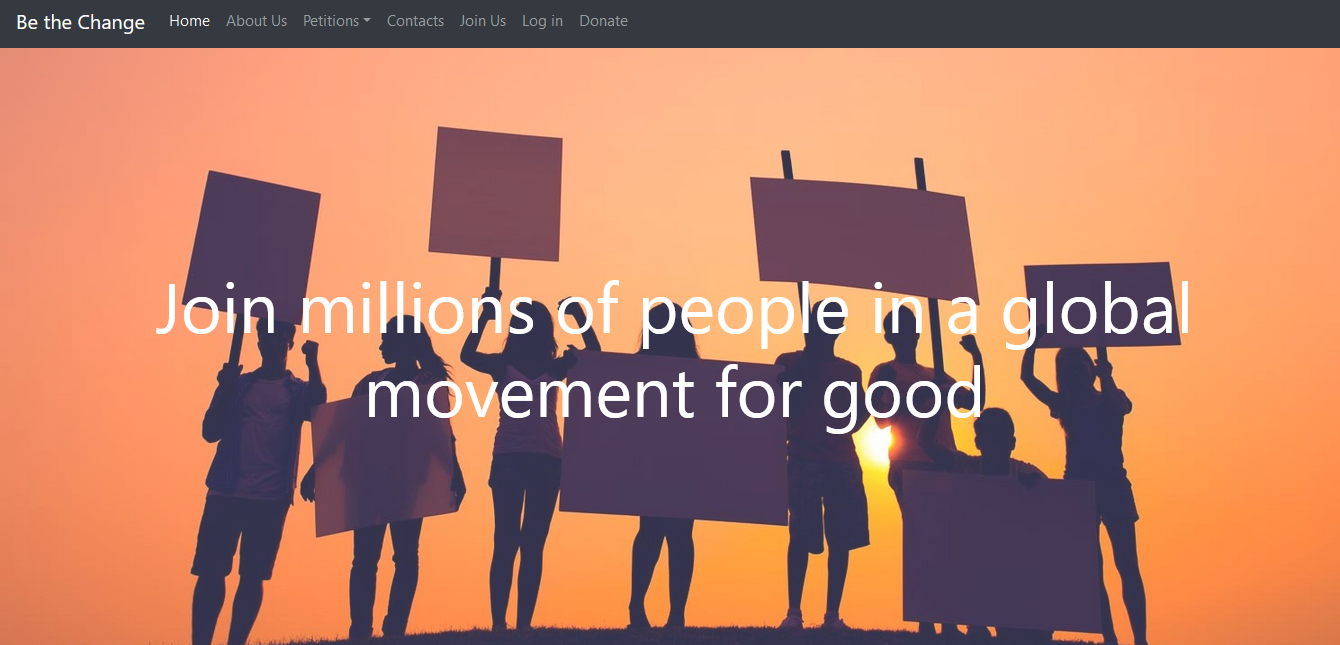 Be the Change Home About Us Petitions Contacts Join Us Log in Donate
Join millions of people in a global
movement for good